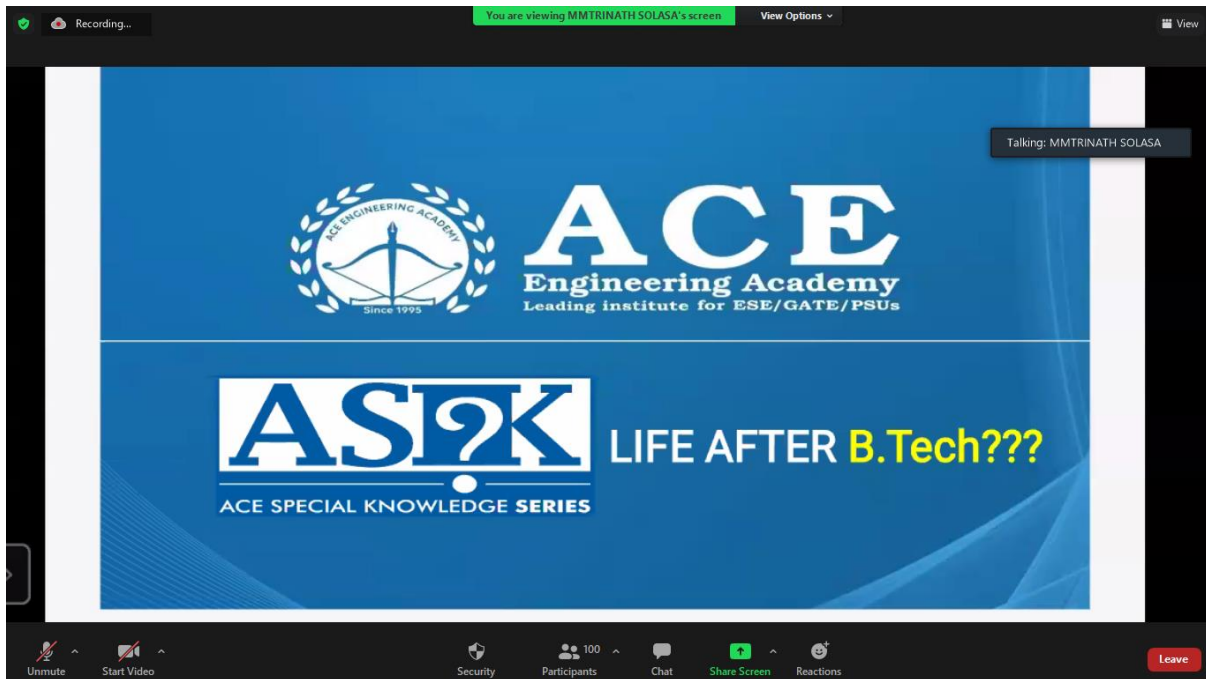 Recording...
You are viewing MMTRINATH SOLASA's screen
View Options
View
Talking: MMTRINATH SOLASA
ACE ENGINEERING ACADEMY
Since 1995
ACE
Engineering Academy
Leading institute for ESE/GATE/PSUs
AS?K
LIFE AFTER B.Tech???
ACE SPECIAL KNOWLEDGE SERIES
Unmute
Start Video
Security
Participants
100
Chat
Share Screen
Reactions
Leave